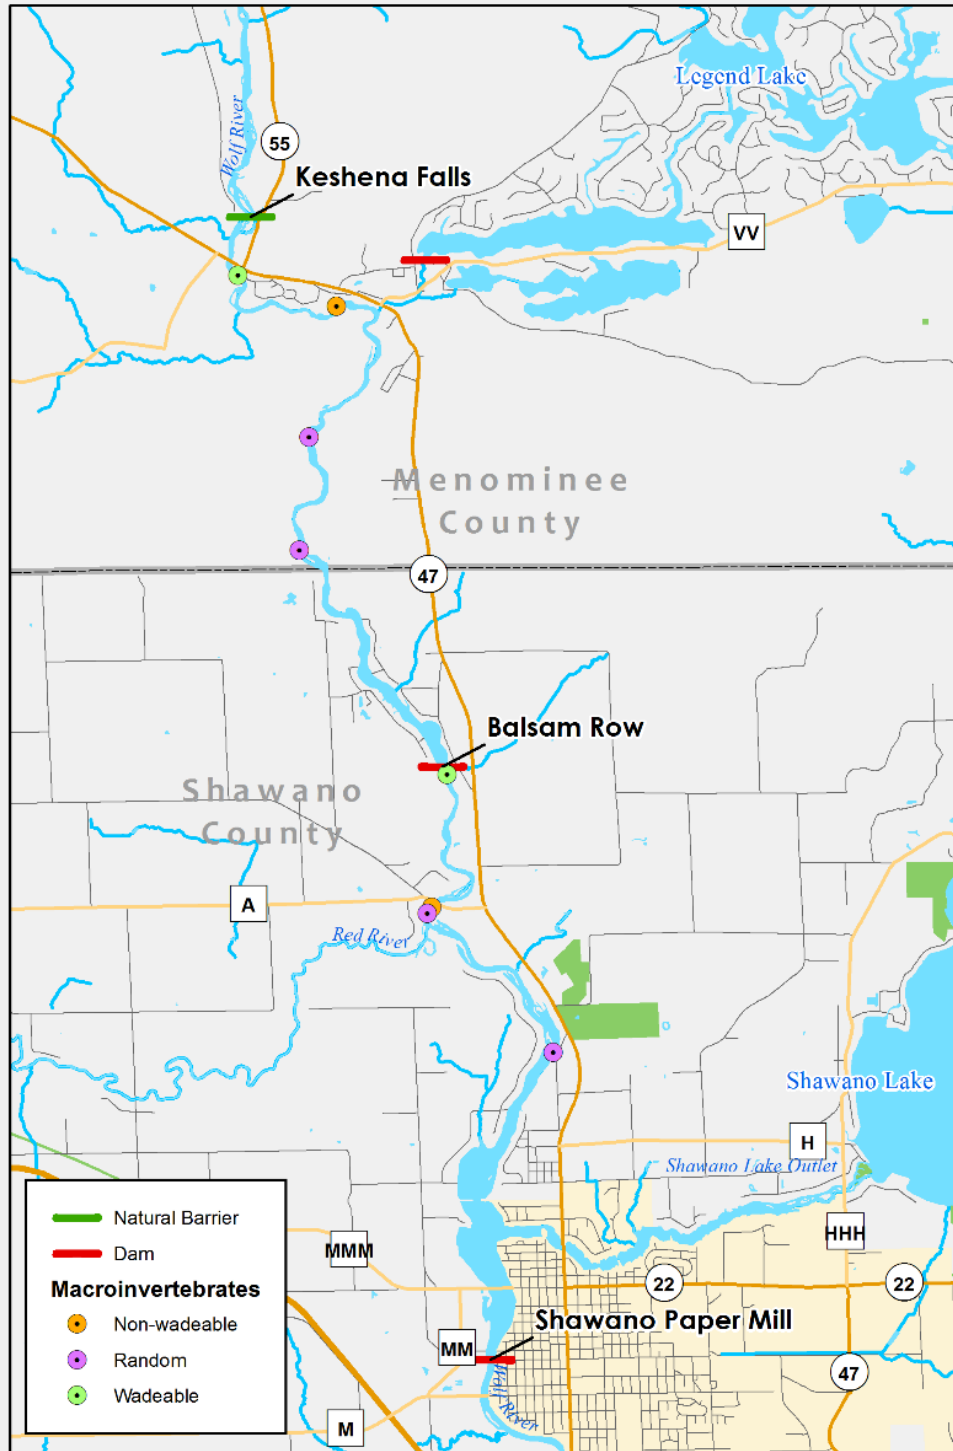 Legend Lake
Wolf River
55
Keshena Falls
VV
Menominee
County
47
Balsam Row
Shawano
County
A
Red River
Shawano Lake
H
Shawano Lake Outlet
Natural Barrier
Dam
Macroinvertebrates
Non-wadeable
Random
Wadeable
MMM
HHH
22
22
Shawano Paper Mill
MM
47
Wolf River
M